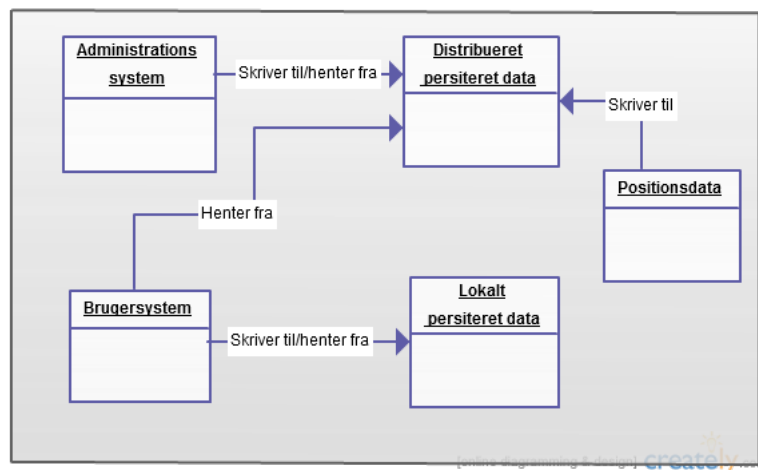 Administrations
system
Skriver til/henter fra
Distribueret
persiteret data
Skriver til
Positionsdata
Henter fra
Brugersystem
Skriver til/henter fra
Lokalt
persiteret data
[online diagramming & design] creately.com